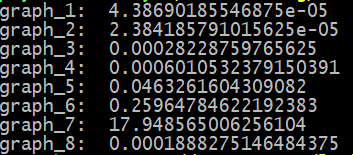 graph_1:  4.38690185546875e-05
graph_2:  2.384185791015625e-05
graph_3:  0.00028228759765625
graph_4:  0.0006010532379150391
graph_5:  0.0463261604309082
graph_6:  0.25964784622192383
graph_7:  17.948565006256104
graph_8:  0.0001888275146484375